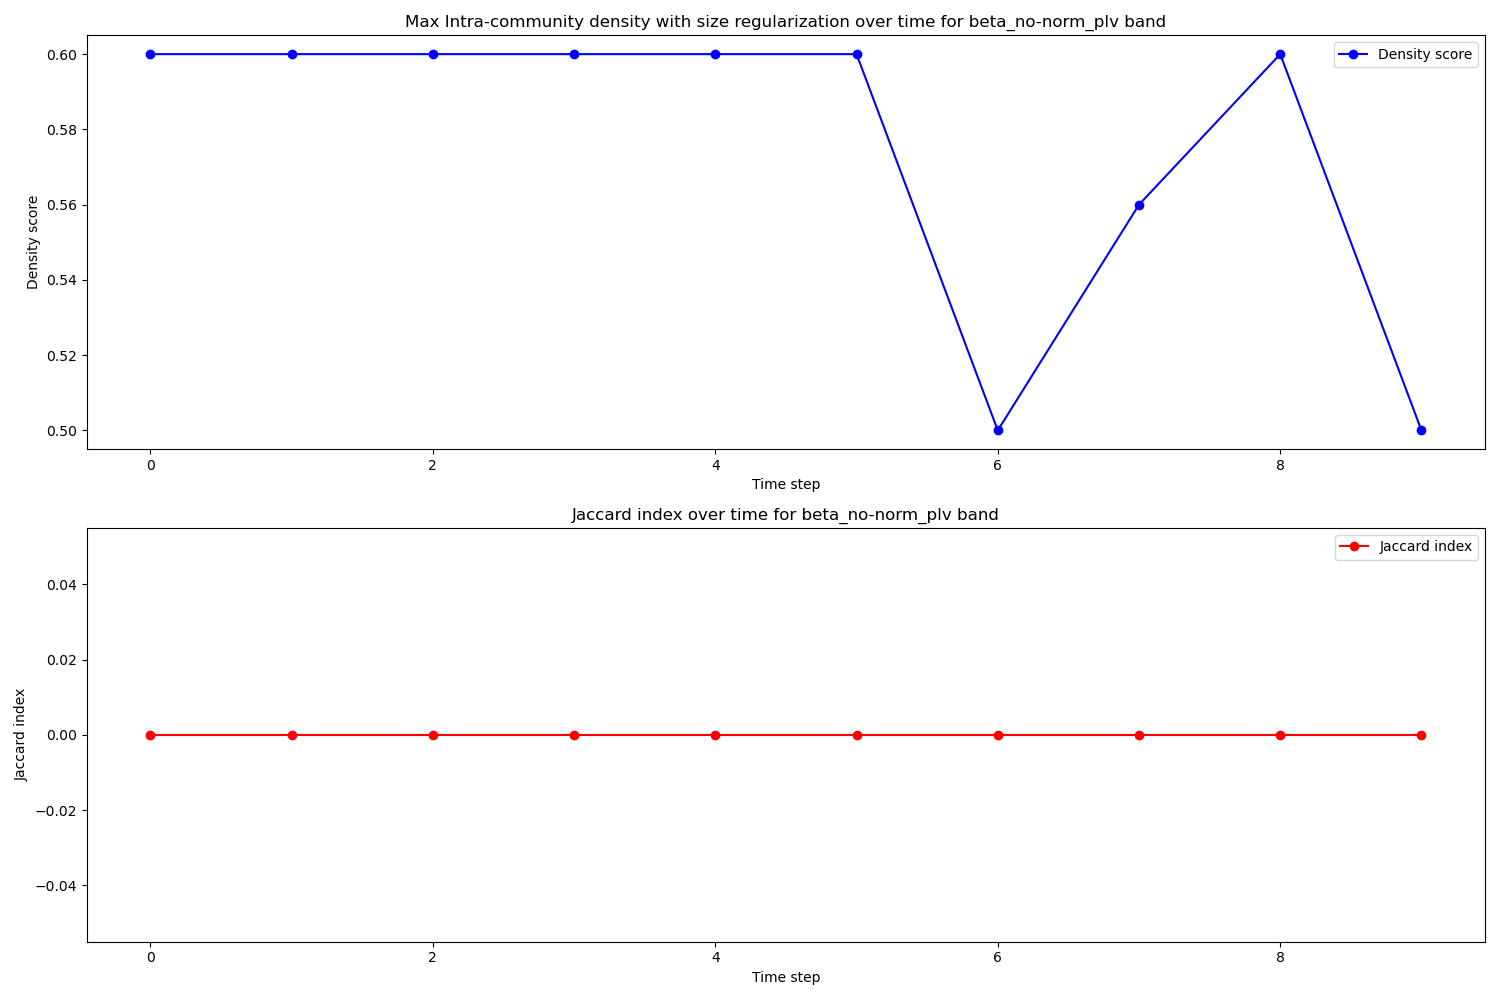 Max Intra-community density with size regularization over time for beta_no-norm_plv band
Density score
0.60
0.58
0.56
0.54
0.52
0.50
Density score
0 2 4 6 8
Time step
Jaccard index over time for beta_no-norm_plv band
Jaccard index
0.04
0.02
0.00
−0.02
−0.04
Jaccard index
0 2 4 6 8
Time step